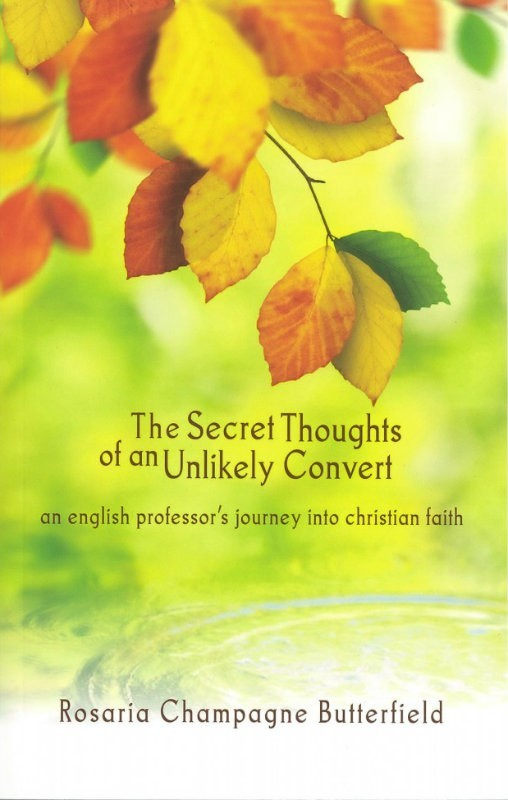 The Secret Thoughts
of an Unlikely Convert
an english professor's journey into christian faith
Rosaria Champagne Butterfield